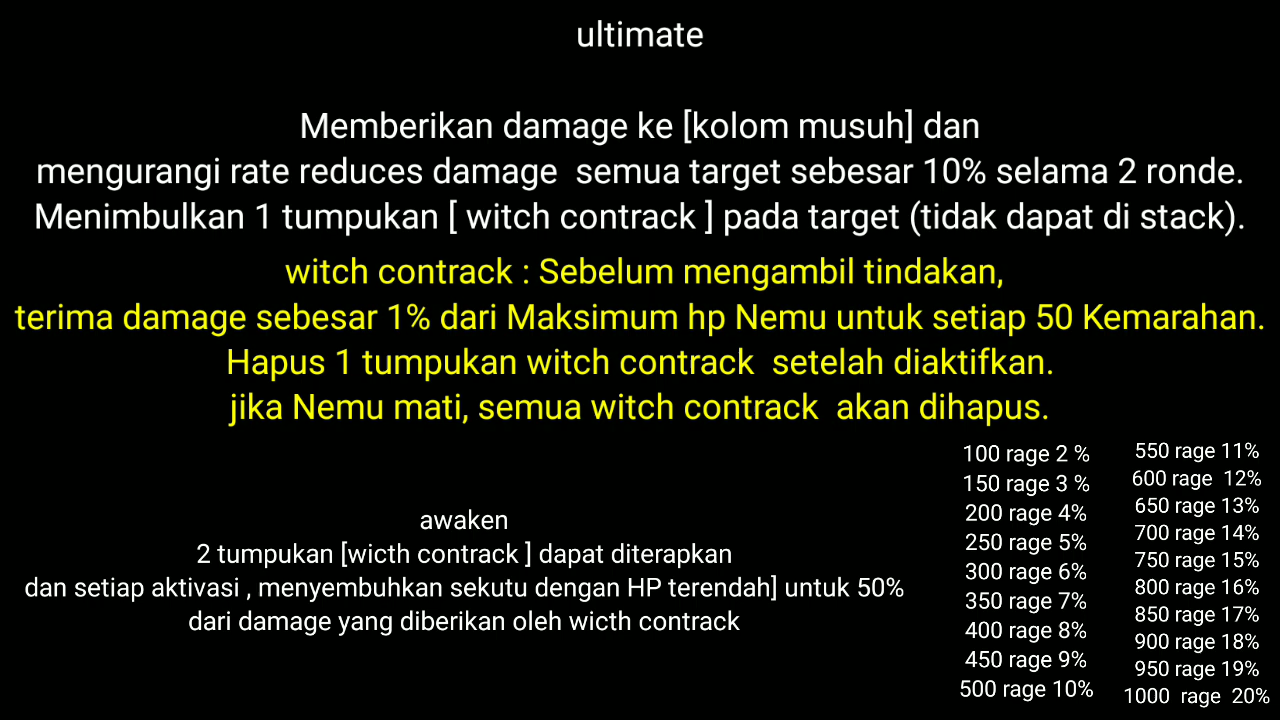 ultimate
Memberikan damage ke [kolom musuh] dan
mengurangi rate reduces damage semua target sebesar 10% selama 2 ronde.
Menimbulkan 1 tumpukan [ witch contrack ] pada target (tidak dapat di stack).
witch contrack : Sebelum mengambil tindakan,
terima damage sebesar 1% dari Maksimum hp Nemu untuk setiap 50 Kemarahan.
Hapus 1 tumpukan witch contrack setelah diaktifkan.
jika Nemu mati, semua witch contrack akan dihapus.
awaken
2 tumpukan [wicth contrack ] dapat diterapkan
dan setiap aktivasi , menyembuhkan sekutu dengan HP terendah] untuk 50%
dari damage yang diberikan oleh wicth contrack
100 rage 2 %
150 rage 3 %
200 rage 4%
250 rage 5%
300 rage 6%
350 rage 7%
400 rage 8%
450 rage 9%
500 rage 10%
550 rage 11%
600 rage 12%
650 rage 13%
700 rage 14%
750 rage 15%
800 rage 16%
850 rage 17%
900 rage 18%
950 rage 19%
1000 rage 20%